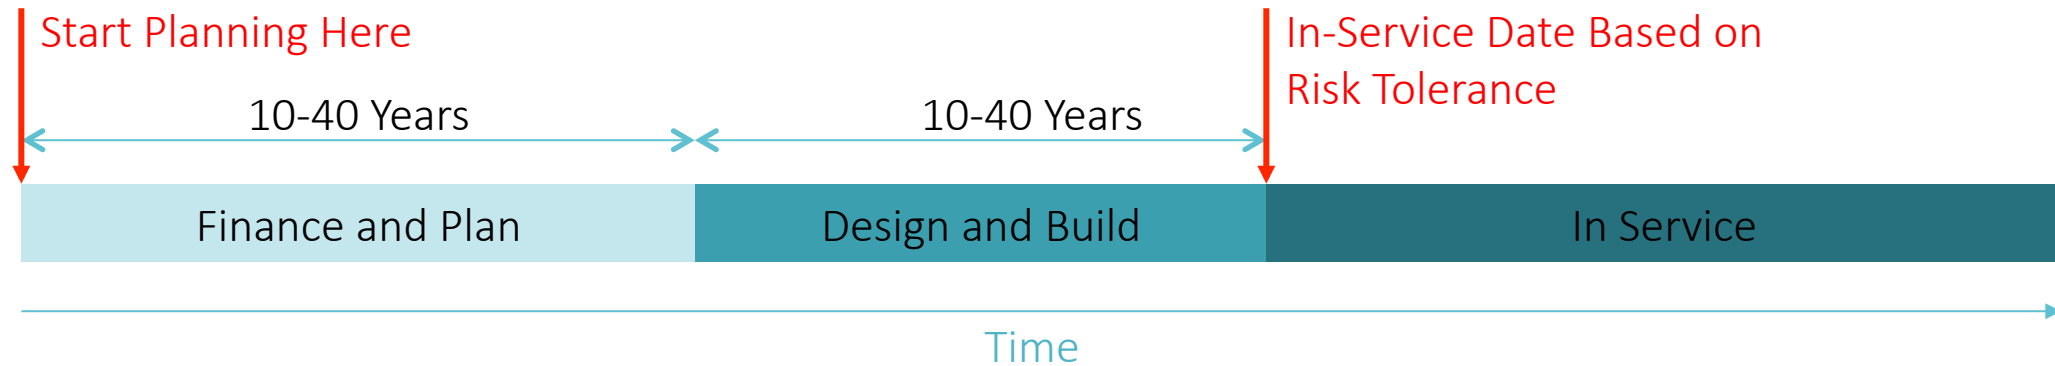 Start Planning Here
In-Service Date Based on
Risk Tolerance
10-40 Years
10-40 Years
Finance and Plan
Design and Build
In Service
Time